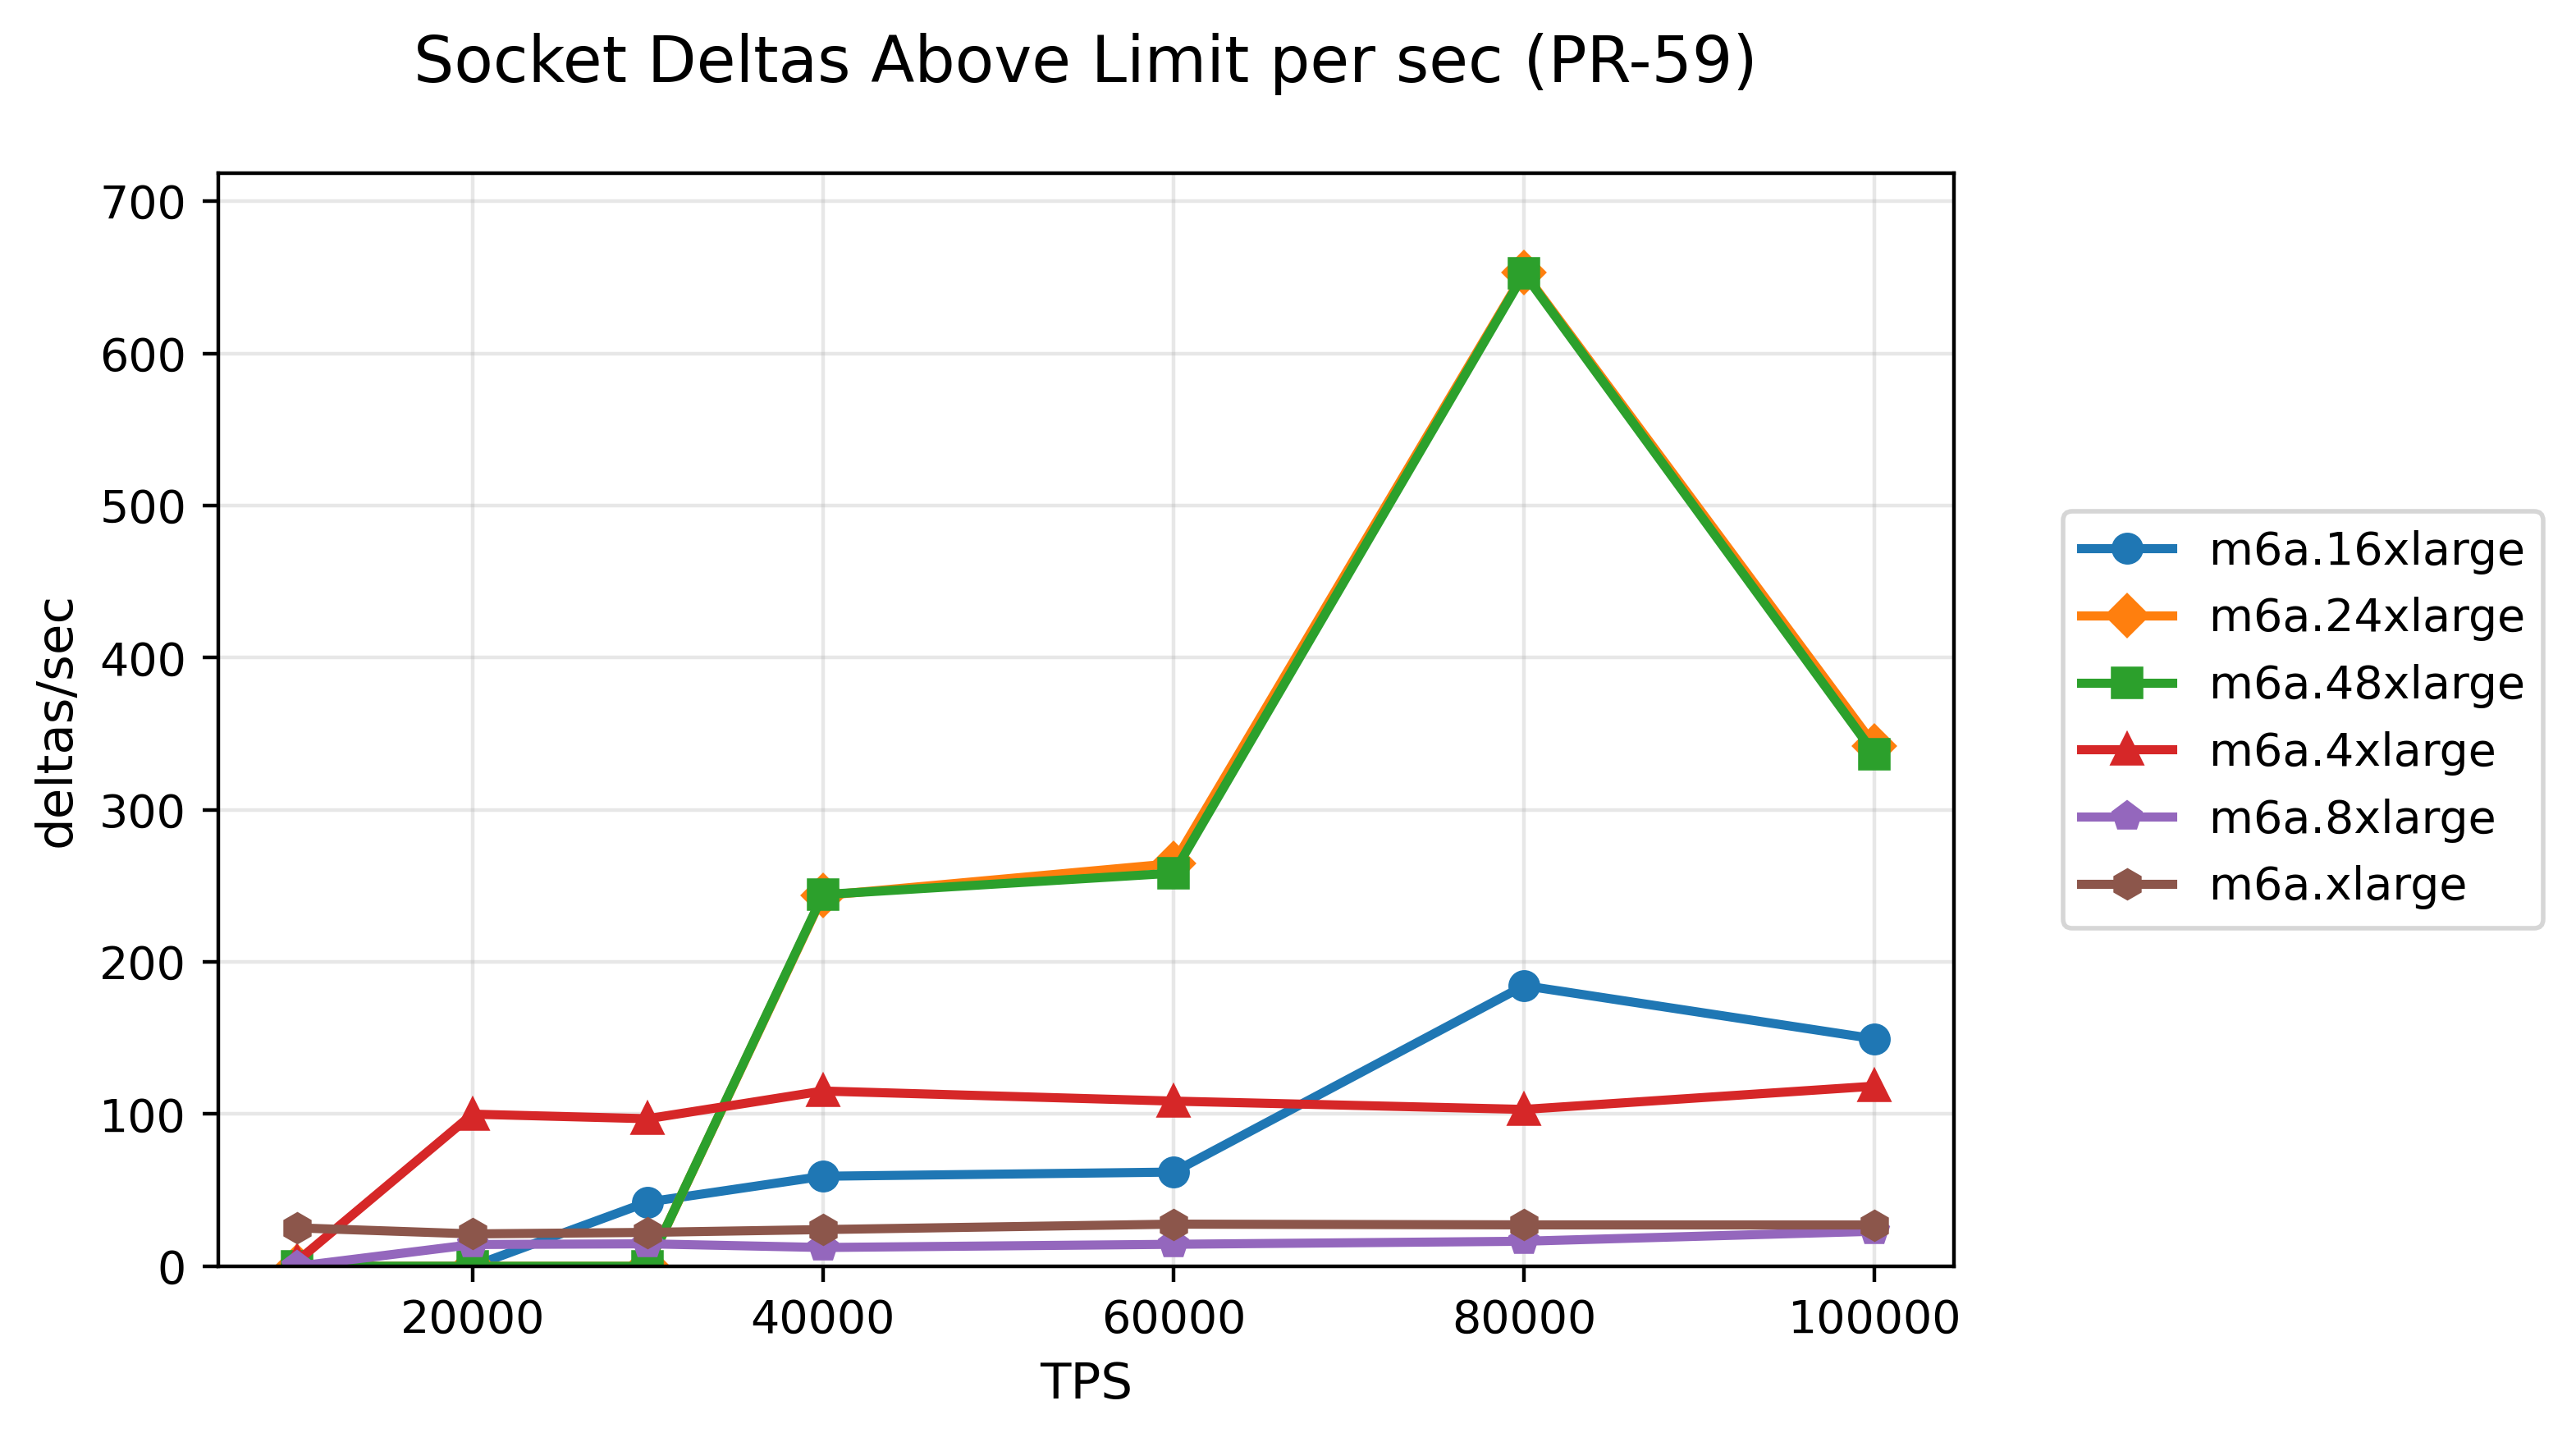 Socket Deltas Above Limit per sec (PR-59)
700
600
500
400
300
200
100
0
deltas/sec
20000 40000 60000 80000 100000
TPS
m6a.16xlarge
m6a.24xlarge
m6a.48xlarge
m6a.4xlarge
m6a.8xlarge
m6a.xlarge